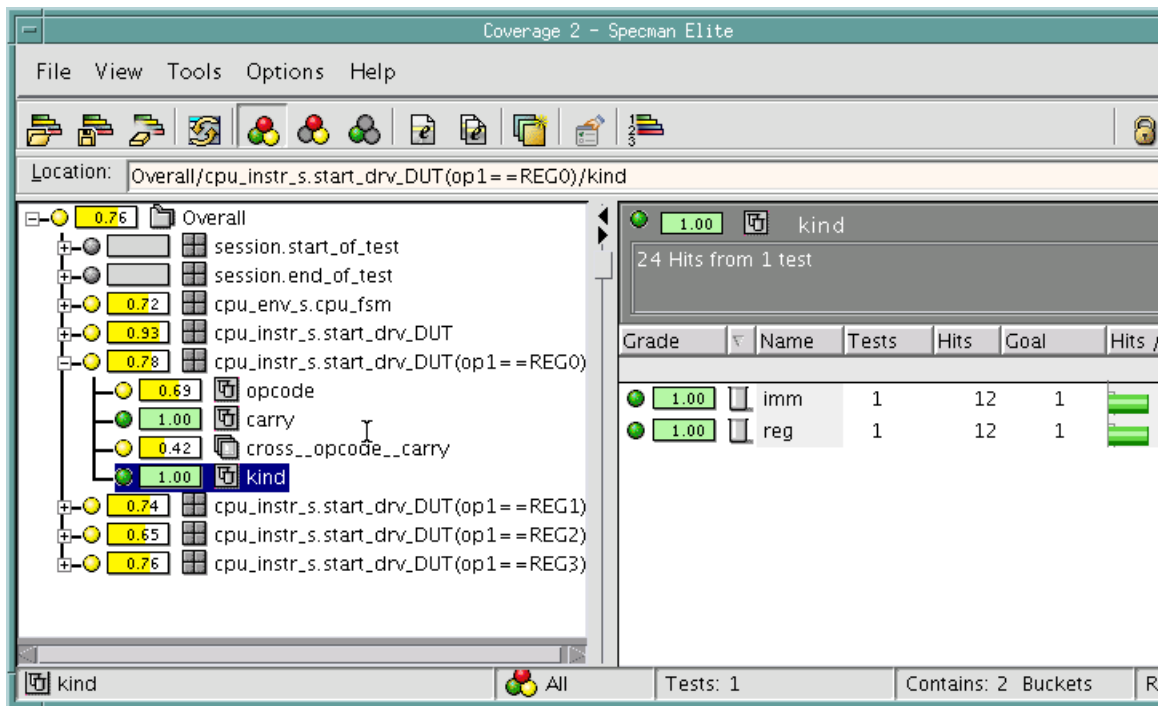 Coverage 2 - Specman Elite
File View Tools Options Help
Location: Overall/cpu_instr_s.start_drv_DUT(op1==REG0)/kind
0.76 Overall
session.start_of_test
session.end_of_test
0.72 cpu_env_s.cpu_fsm
0.93 cpu_instr_s.start_drv_DUT
0.78 cpu_instr_s.start_drv_DUT(op1==REG0)
0.69 opcode
1.00 carry
0.42 cross__opcode__carry
1.00 kind
0.74 cpu_instr_s.start_drv_DUT(op1==REG1)
0.65 cpu_instr_s.start_drv_DUT(op1==REG2)
0.76 cpu_instr_s.start_drv_DUT(op1==REG3)
1.00 kind
24 Hits from 1 test
Grade Name Tests Hits Goal Hits /
1.00 imm 1 12 1
1.00 reg 1 12 1
kind All Tests: 1 Contains: 2 Buckets R